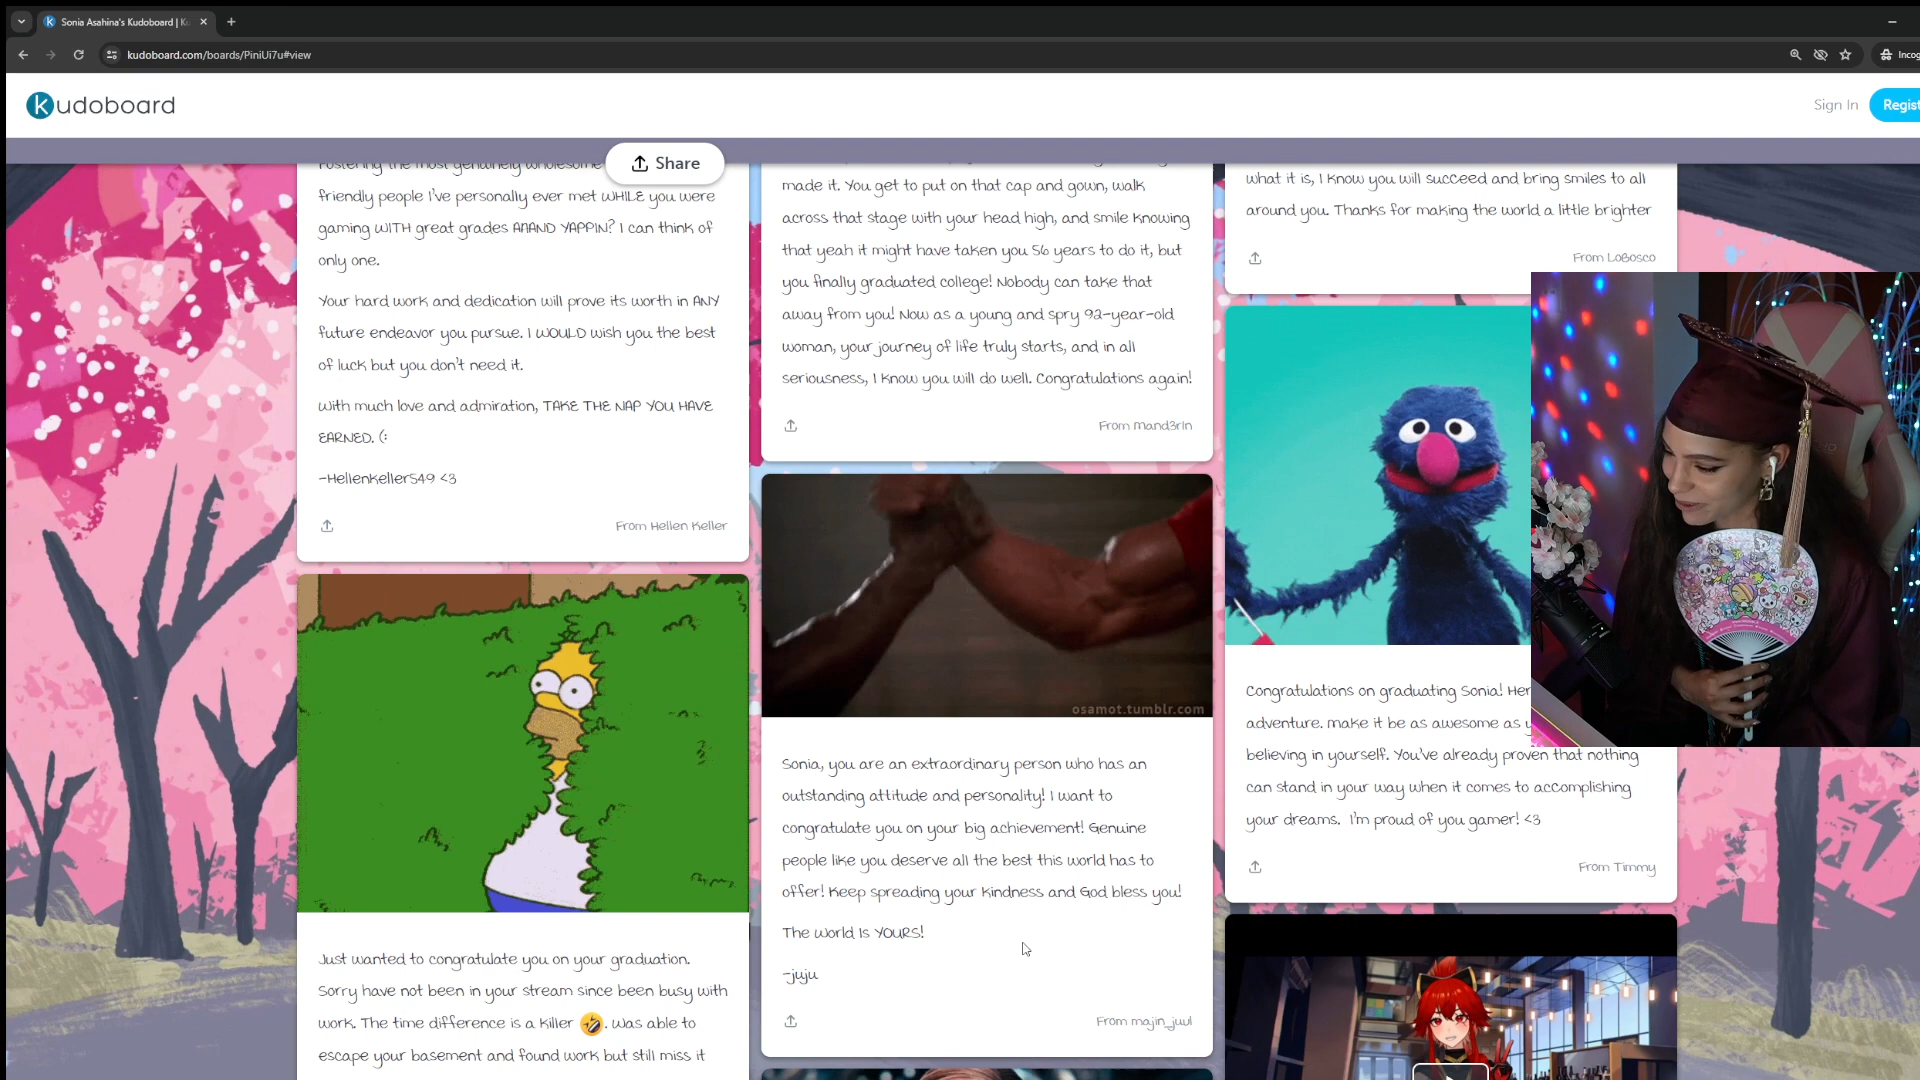 Sonia Asahina's Kudoboard | Ku
kudoboard.com/boards/PiniUi7u#view
Incog
kudoboard
Sign In
Regist
Share
Fostering the most genuinely wholesome
friendly people I've personally ever met WHILE you were
gaming WITH great grades AAAND YAPPIN? I can think of
only one.
Your hard work and dedication will prove its worth in ANY
future endeavor you pursue. I WOULD wish you the best
of luck but you don't need it.
With much love and admiration, TAKE THE NAP YOU HAVE
EARNED. (:
-Hellenkeller549 <3
From Hellen Keller
Just wanted to congratulate you on your graduation.
Sorry have not been in your stream since been busy with
work. The time difference is a killer 🤣. Was able to
escape your basement and found work but still miss it
made it. You get to put on that cap and gown, walk
across that stage with your head high, and smile knowing
that yeah it might have taken you 56 years to do it, but
you finally graduated college! Nobody can take that
away from you! Now as a young and spry 92-year-old
woman, your journey of life truly starts, and in all
seriousness, I know you will do well. Congratulations again!
From mand3r1n
osamot.tumblr.com
Sonia, you are an extraordinary person who has an
outstanding attitude and personality! I want to
congratulate you on your big achievement! Genuine
people like you deserve all the best this world has to
offer! Keep spreading your kindness and God bless you!
The World Is YOURS!
-juju
From majin_juul
what it is, I know you will succeed and bring smiles to all
around you. Thanks for making the world a little brighter
From LoBosco
Congratulations on graduating Sonia! Her
adventure. make it be as awesome as y
believing in yourself. You've already proven that nothing
can stand in your way when it comes to accomplishing
your dreams. I'm proud of you gamer! <3
From Timmy